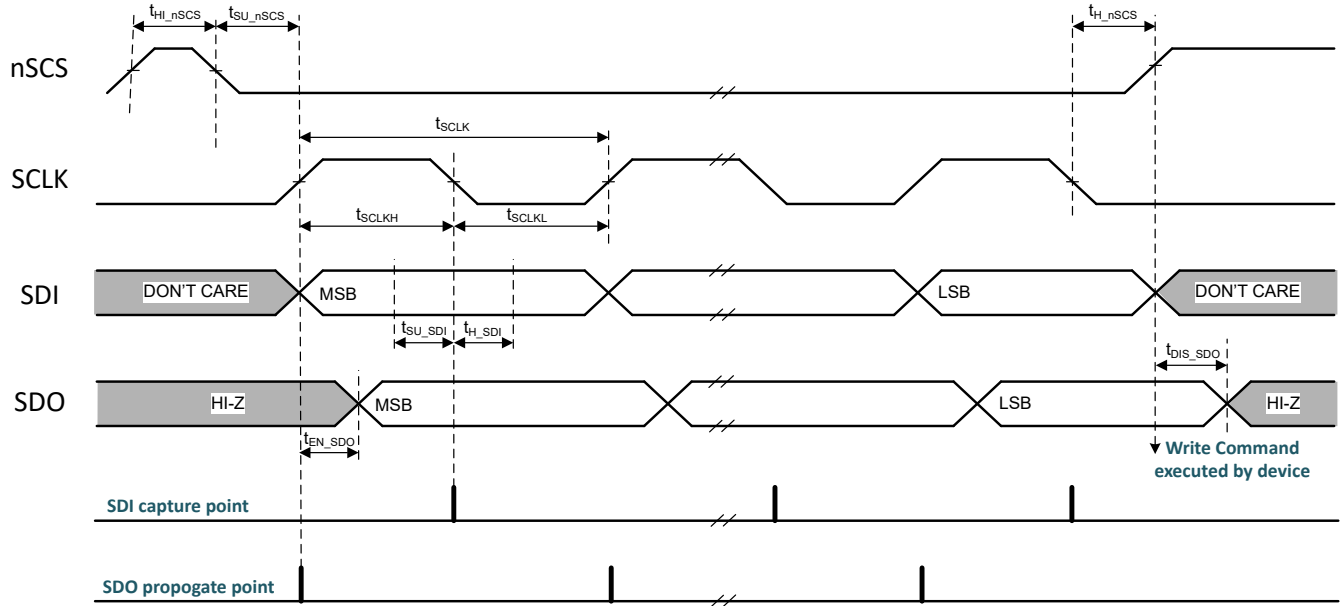 tHI_nSCS
tSU_nSCS
tH_nSCS
nSCS
tSCLK
SCLK
tSCLKH
tSCLKL
SDI
DON'T CARE
MSB
LSB
DON'T CARE
tSU_SDI
tH_SDI
tDIS_SDO
SDO
HI-Z
MSB
LSB
HI-Z
tEN_SDO
Write Command
executed by device
SDI capture point
SDO propogate point